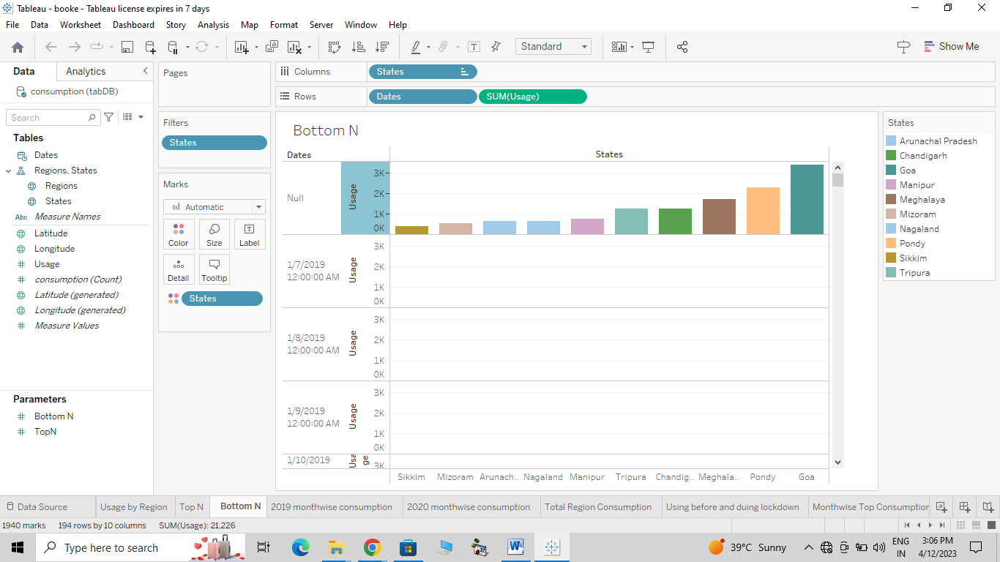 Tableau - booke - Tableau license expires in 7 days
File Data Worksheet Dashboard Story Analysis Map Format Server Window Help
Standard
Show Me
Data Analytics
consumption (tabDB)
Search
Tables
Dates
Regions, States
Regions
States
Abc Measure Names
Latitude
Longitude
Usage
consumption (Count)
Latitude (generated)
Longitude (generated)
Measure Values
Parameters
Bottom N
TopN
Pages
Filters
States
Marks
Automatic
Color Size Label
Detail Tooltip
States
Columns States
Rows Dates SUM(Usage)
Bottom N
Dates States
Null Usage 3K 2K 1K 0K
1/7/2019 12:00:00 AM Usage 3K 2K 1K 0K
1/8/2019 12:00:00 AM Usage 3K 2K 1K 0K
1/9/2019 12:00:00 AM Usage 3K 2K 1K 0K
1/10/2019 Usa ge 3K
Sikkim Mizoram Arunach.. Nagaland Manipur Tripura Chandig.. Meghala.. Pondy Goa
States
Arunachal Pradesh
Chandigarh
Goa
Manipur
Meghalaya
Mizoram
Nagaland
Pondy
Sikkim
Tripura
Data Source Usage by Region Top N Bottom N 2019 monthwise consumption 2020 monthwise consumption Total Region Consumption Using before and duing lockdown Monthwise Top Consumption
1940 marks 194 rows by 10 columns SUM(Usage): 21,226
Type here to search
39°C Sunny
ENG
IN
3:06 PM
4/12/2023